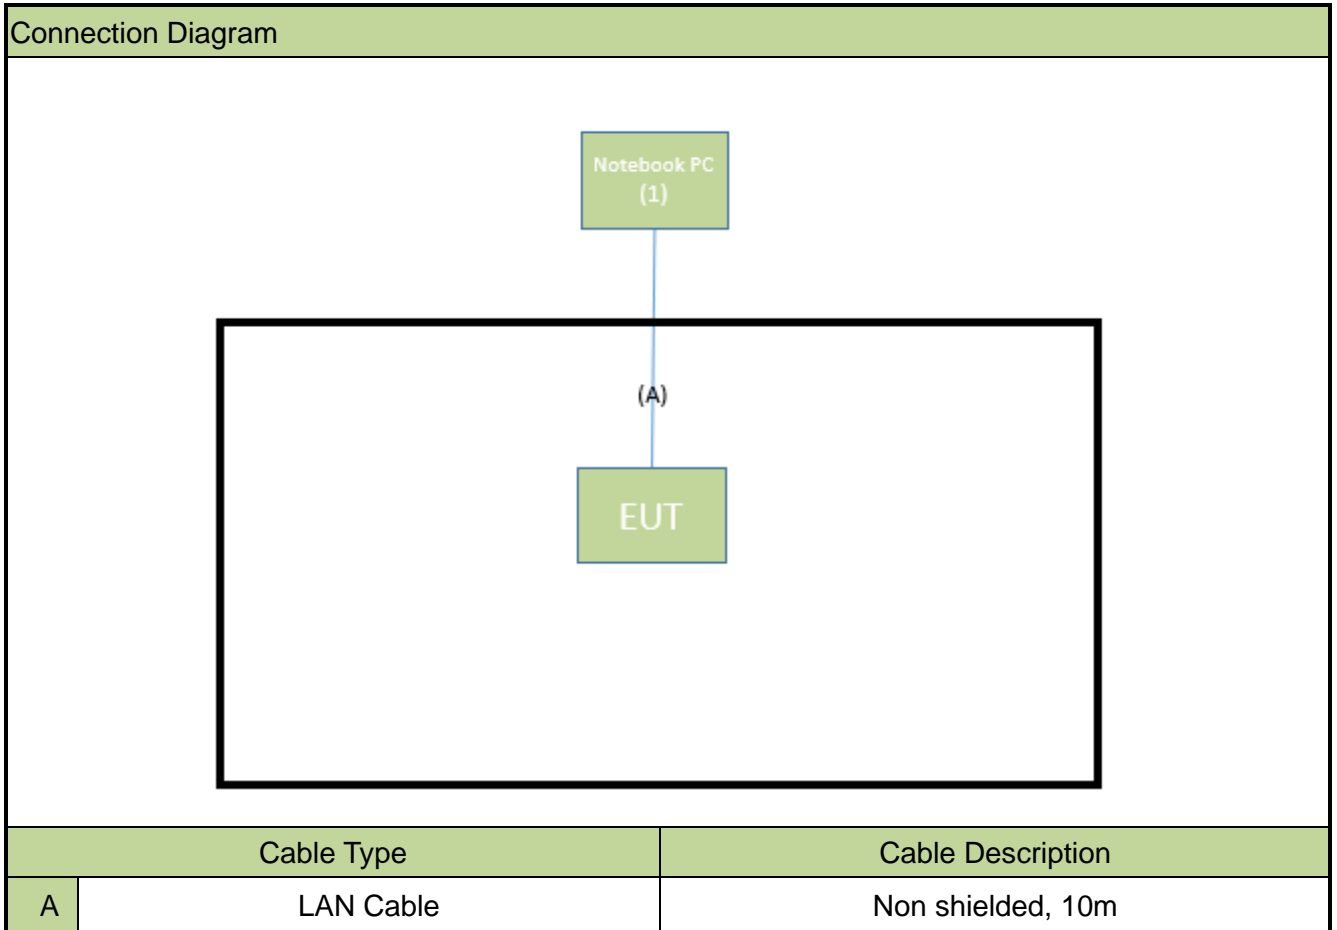 Connection Diagram
Notebook PC
(1)
(A)
EUT
Cable Type Cable Description
A LAN Cable Non shielded, 10m